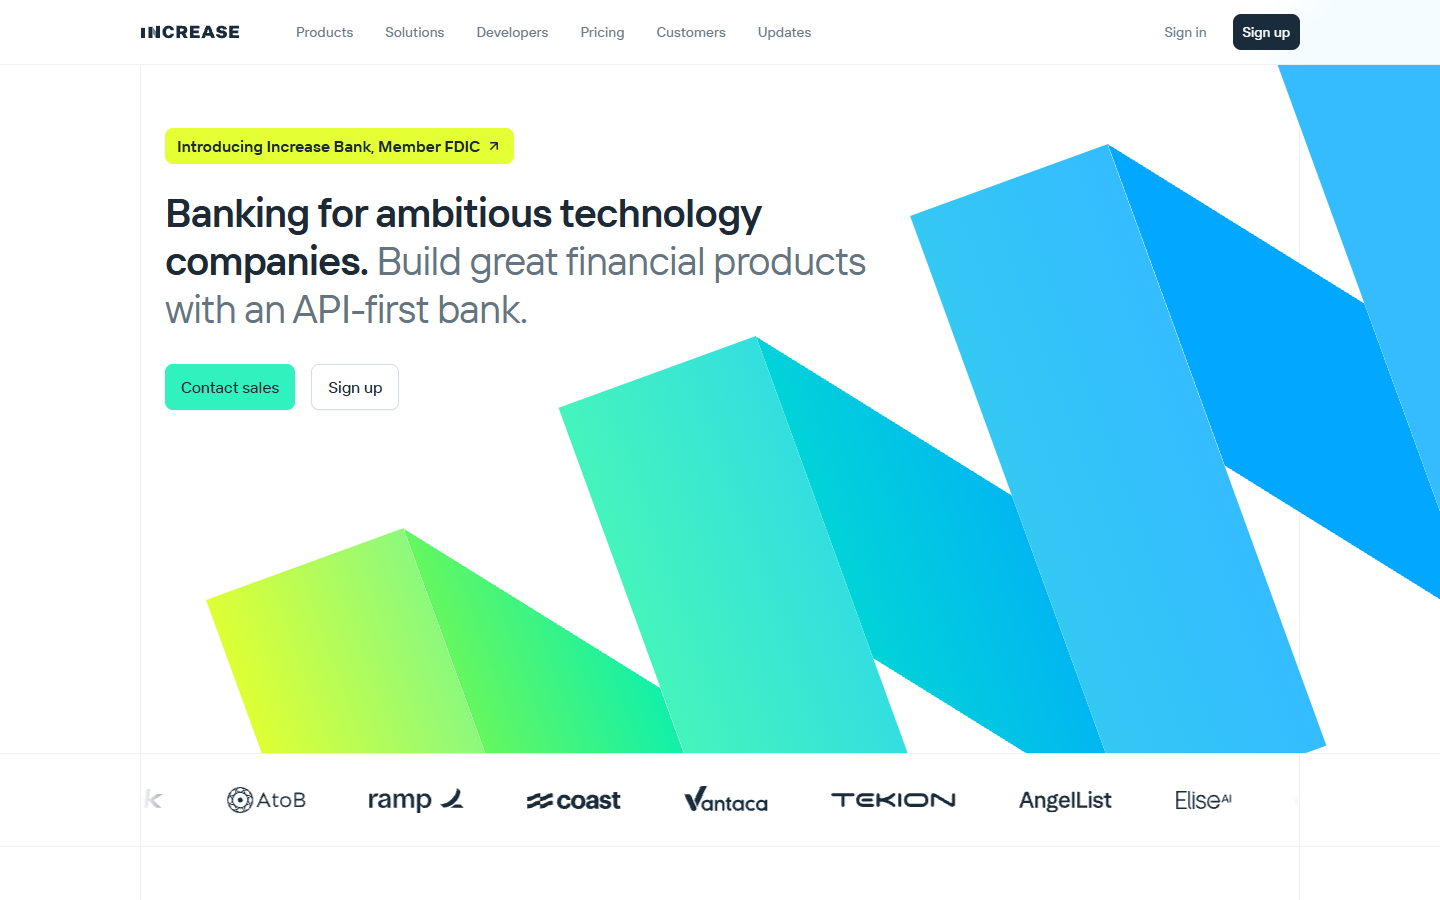 INCREASE
Products Solutions Developers Pricing Customers Updates
Sign in Sign up
Introducing Increase Bank, Member FDIC
Banking for ambitious technology
companies. Build great financial products
with an API-first bank.
Contact sales Sign up
k AtoB ramp coast Vantaca TEKION AngelList EliseAI